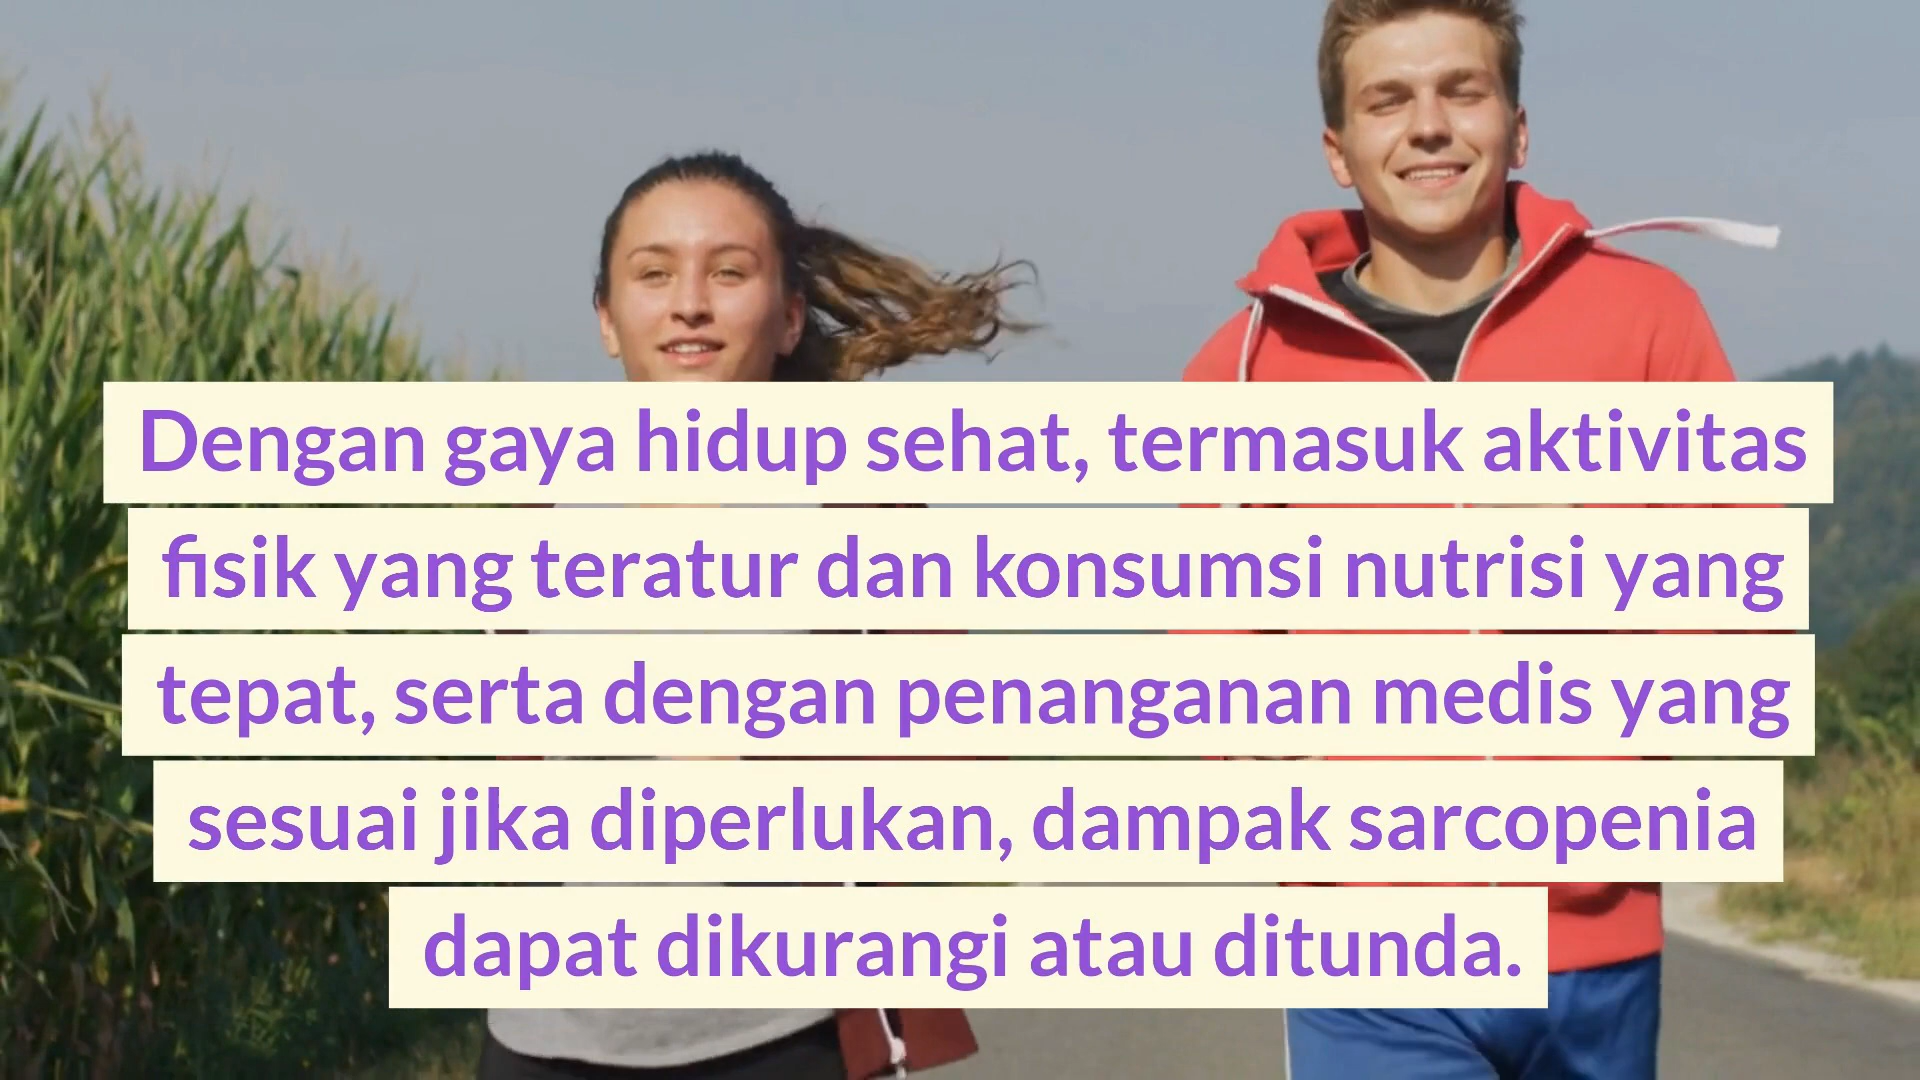 Dengan gaya hidup sehat, termasuk aktivitas
fisik yang teratur dan konsumsi nutrisi yang
tepat, serta dengan penanganan medis yang
sesuai jika diperlukan, dampak sarcopenia
dapat dikurangi atau ditunda.